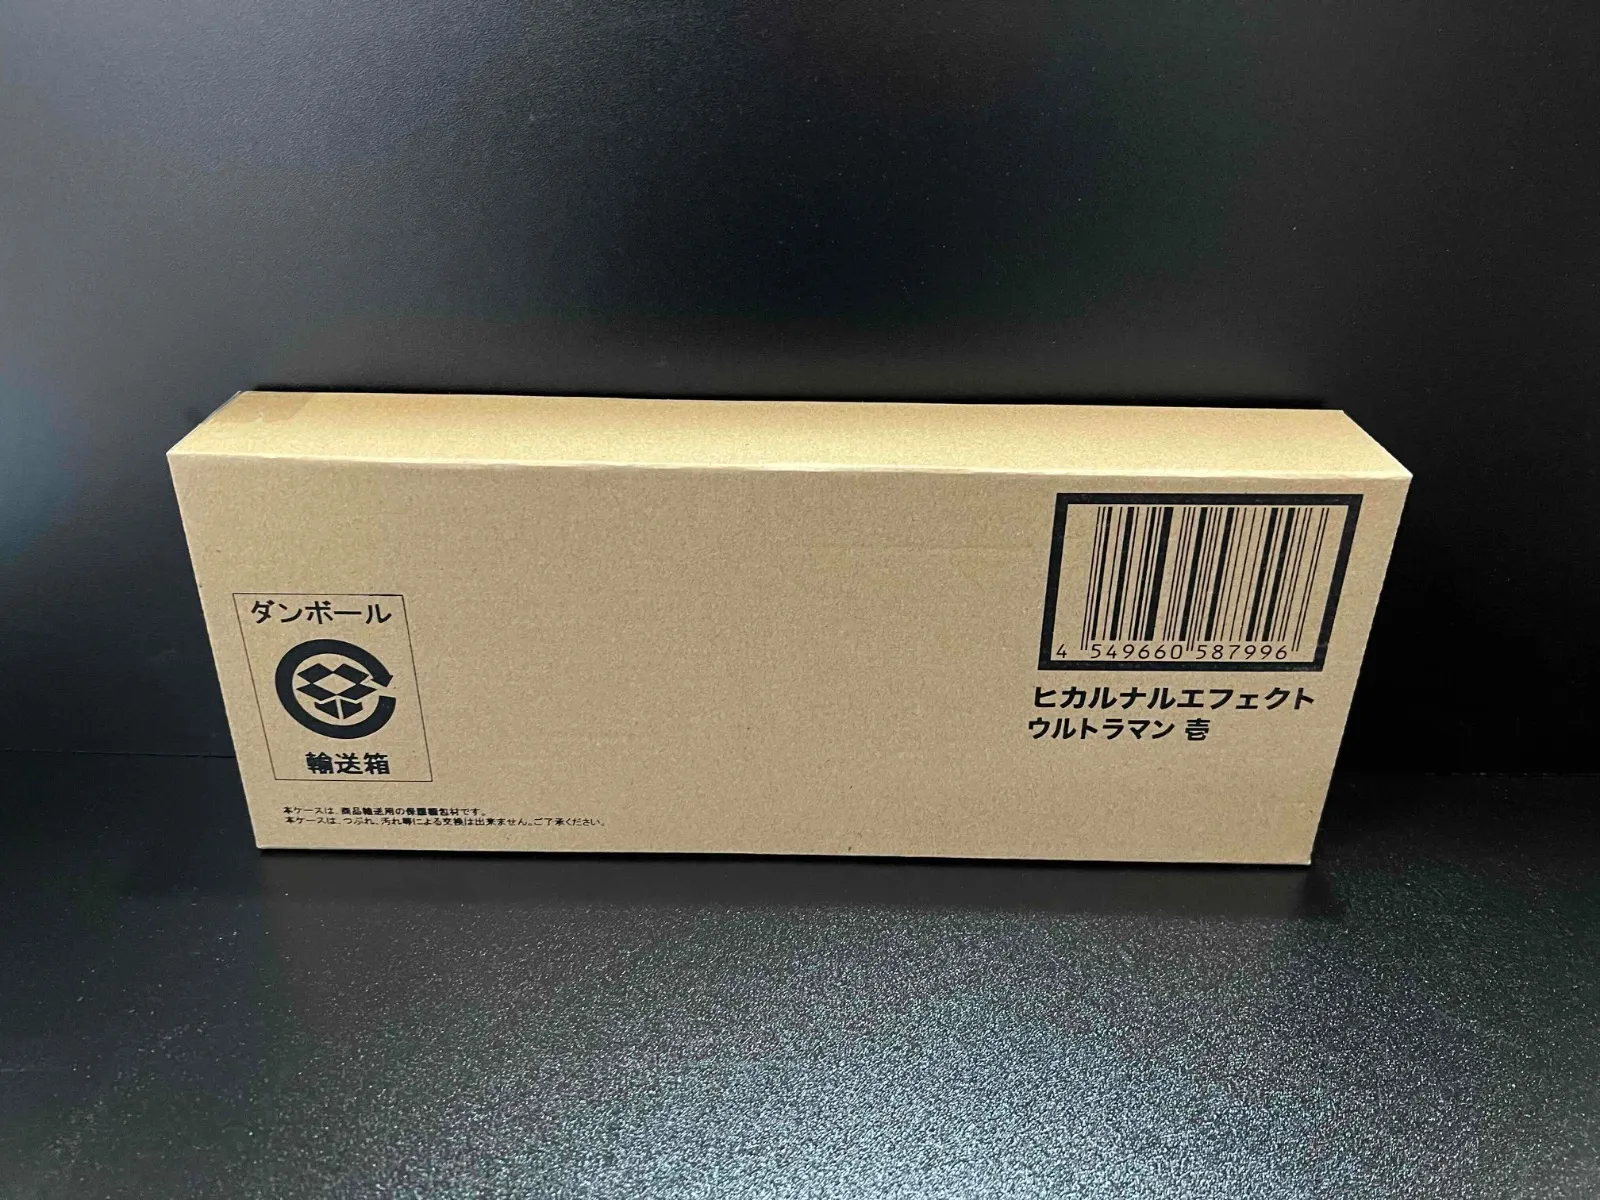 ダンボール
輸送箱
本ケースは、商品輸送用の保護梱包材です。
本ケースは、つぶれ、汚れ等による交換は出来ません。ご了承ください。
4 549660 587996
ヒカルナルエフェクト
ウルトラマン 壱